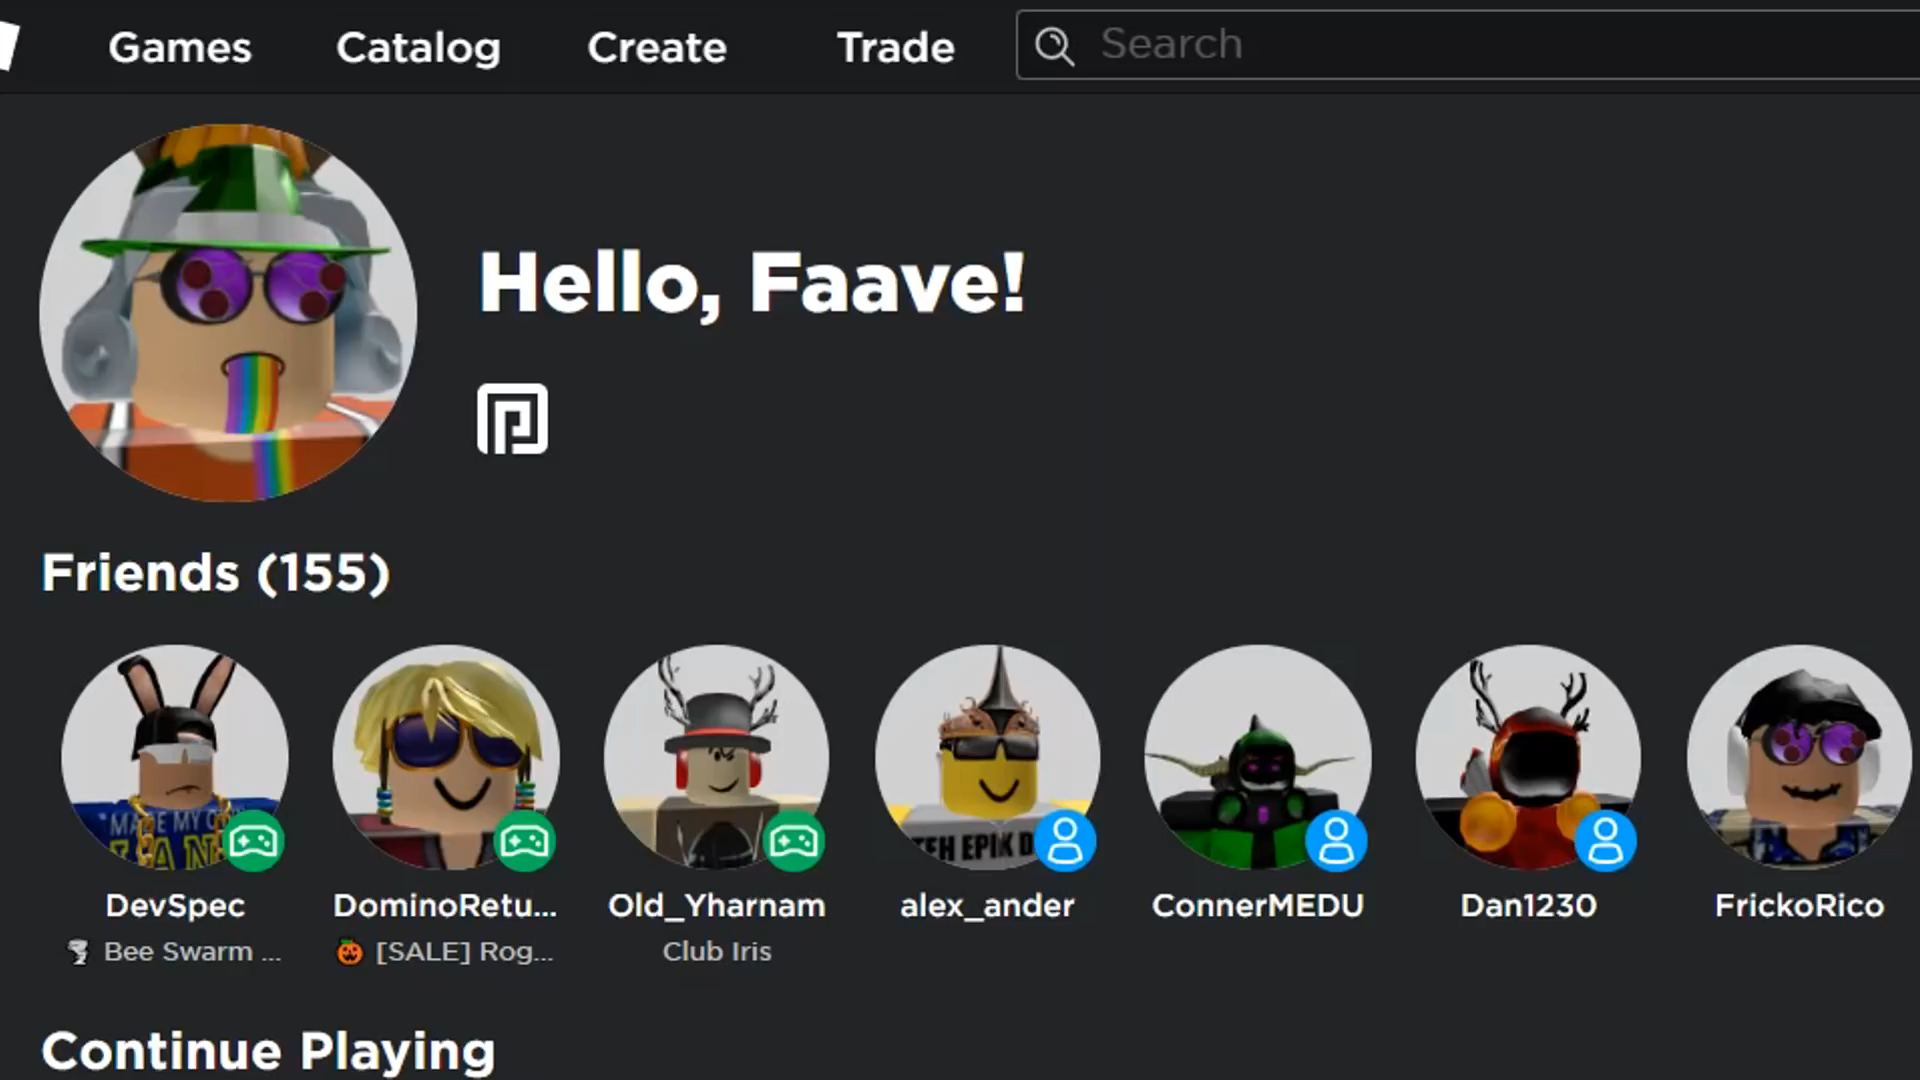 Games Catalog Create Trade Search
Hello, Faave!
Friends (155)
DevSpec DominoRetu... Old_Yharnam alex_ander ConnerMEDU Dan1230 FrickoRico
Bee Swarm ... [SALE] Rog... Club Iris
Continue Playing